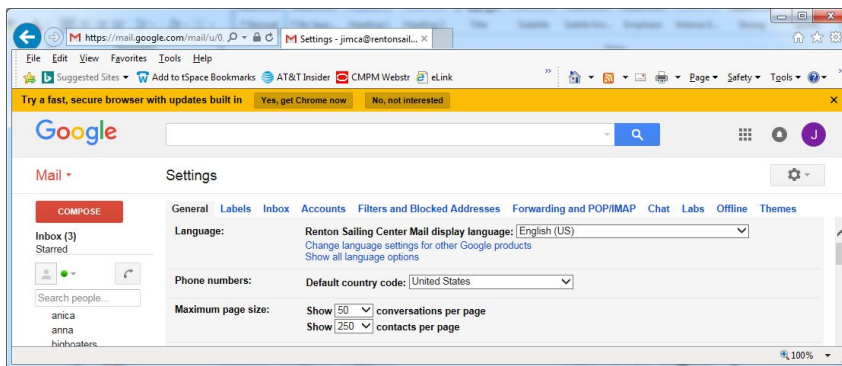 https://mail.google.com/mail/u/0. Settings - jimca@rentonsail... ×
File Edit View Favorites Tools Help
Suggested Sites Add to tSpace Bookmarks AT&T Insider CMPM Webstr eLink » Page Safety Tools
Try a fast, secure browser with updates built in Yes, get Chrome now No, not interested ×
Google J
Mail Settings
COMPOSE General Labels Inbox Accounts Filters and Blocked Addresses Forwarding and POP/IMAP Chat Labs Offline Themes
Inbox (3)
Starred
Search people...
anica
anna
bigboaters
Language: Renton Sailing Center Mail display language: English (US)
Change language settings for other Google products
Show all language options
Phone numbers: Default country code: United States
Maximum page size: Show 50 conversations per page
Show 250 contacts per page
100%